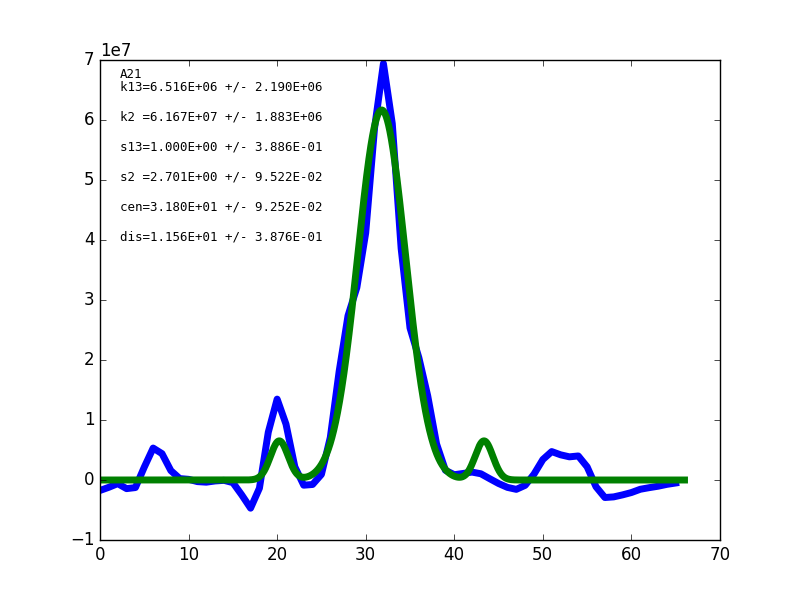 1e7
7
A21
k13=6.516E+06 +/- 2.190E+06
6
k2 =6.167E+07 +/- 1.883E+06
5
s13=1.000E+00 +/- 3.886E-01
s2 =2.701E+00 +/- 9.522E-02
cen=3.180E+01 +/- 9.252E-02
4
dis=1.156E+01 +/- 3.876E-01
3
2
1
0
−1
0 10 20 30 40 50 60 70